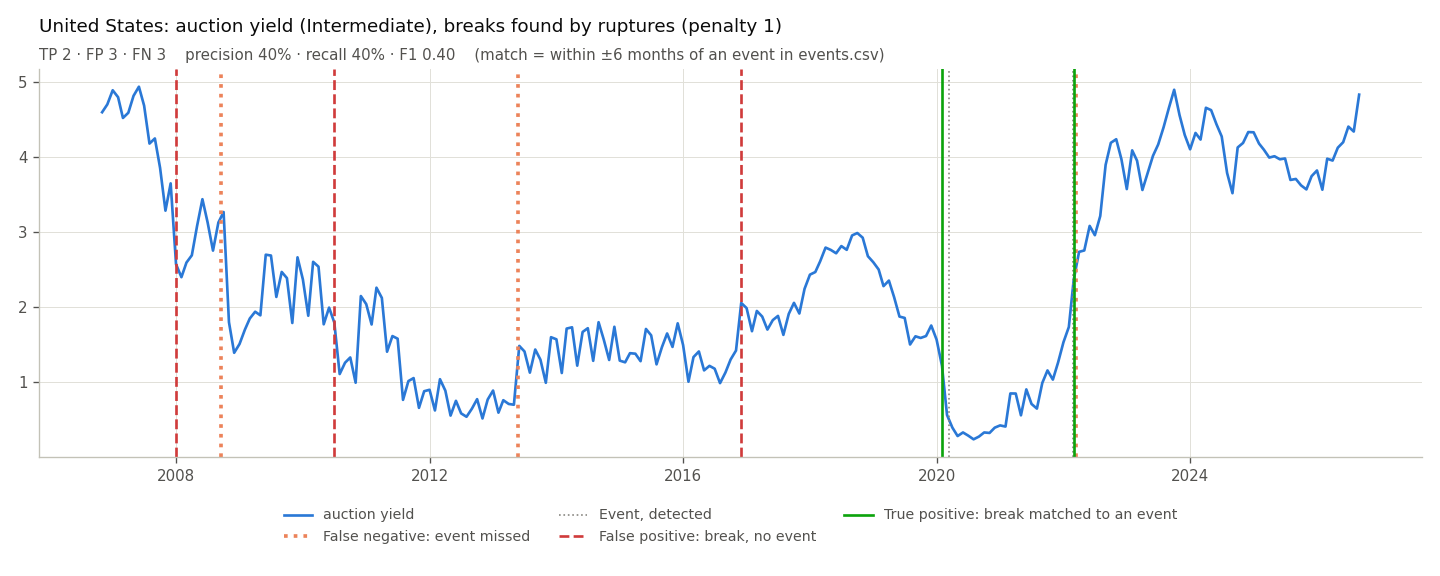 United States: auction yield (Intermediate), breaks found by ruptures (penalty 1)
TP 2 · FP 3 · FN 3    precision 40% · recall 40% · F1 0.40    (match = within ±6 months of an event in events.csv)
5
4
3
2
1
2008
2012
2016
2020
2024
auction yield
Event, detected
True positive: break matched to an event
False negative: event missed
False positive: break, no event